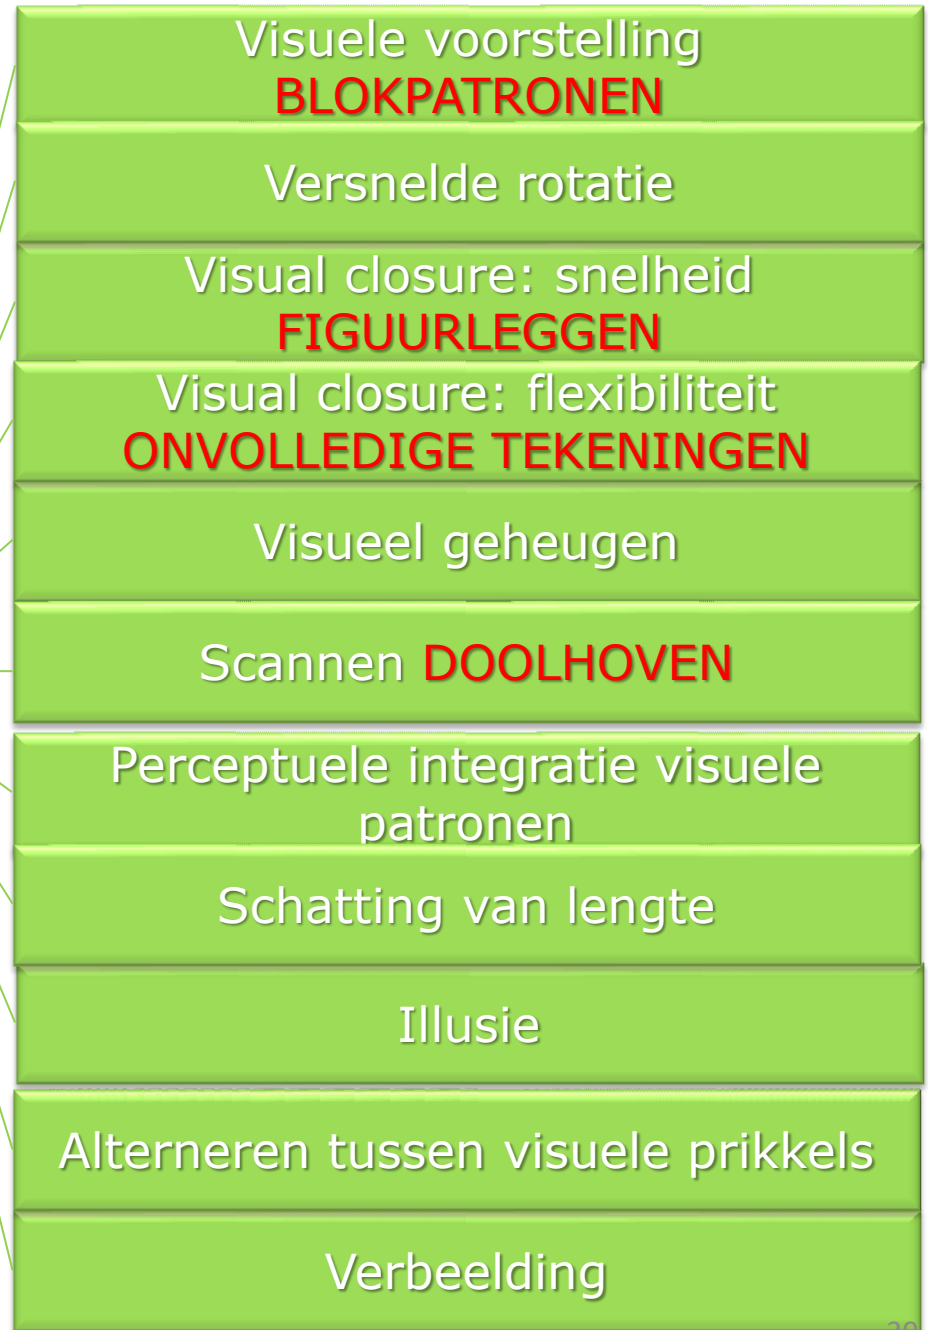 Visuele voorstelling
BLOKPATRONEN
Versnelde rotatie
Visual closure: snelheid
FIGUURLEGGEN
Visual closure: flexibiliteit
ONVOLLEDIGE TEKENINGEN
Visueel geheugen
Scannen DOOLHOVEN
Perceptuele integratie visuele
patronen
Schatting van lengte
Illusie
Alterneren tussen visuele prikkels
Verbeelding